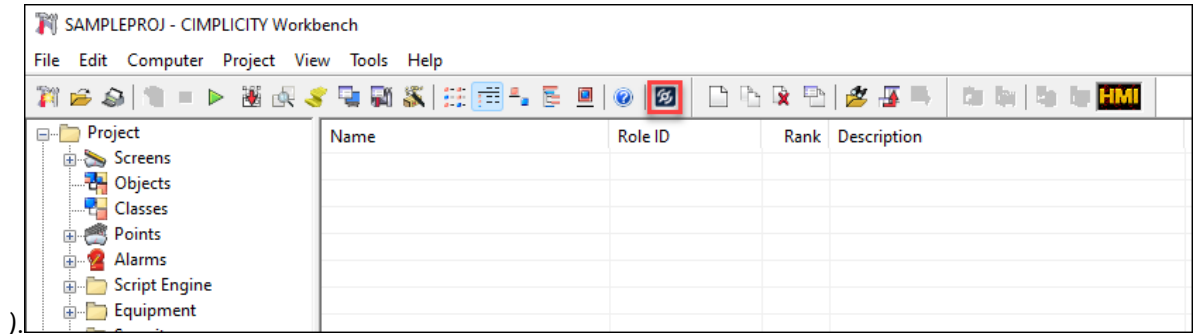 SAMPLEPROJ - CIMPLICITY Workbench
File Edit Computer Project View Tools Help
HMI
Project
Name Role ID Rank Description
Screens
Objects
Classes
Points
Alarms
Script Engine
Equipment
).